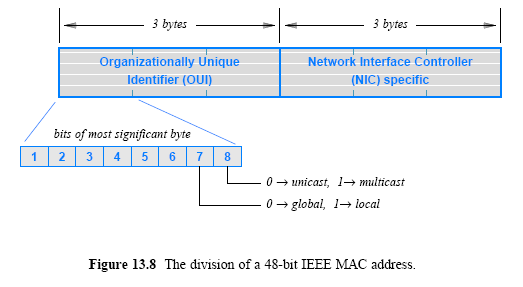 3 bytes 3 bytes
Organizationally Unique Network Interface Controller
Identifier (OUI) (NIC) specific
bits of most significant byte
1 2 3 4 5 6 7 8
0 → unicast, 1→ multicast
0 → global, 1→ local
Figure 13.8 The division of a 48-bit IEEE MAC address.